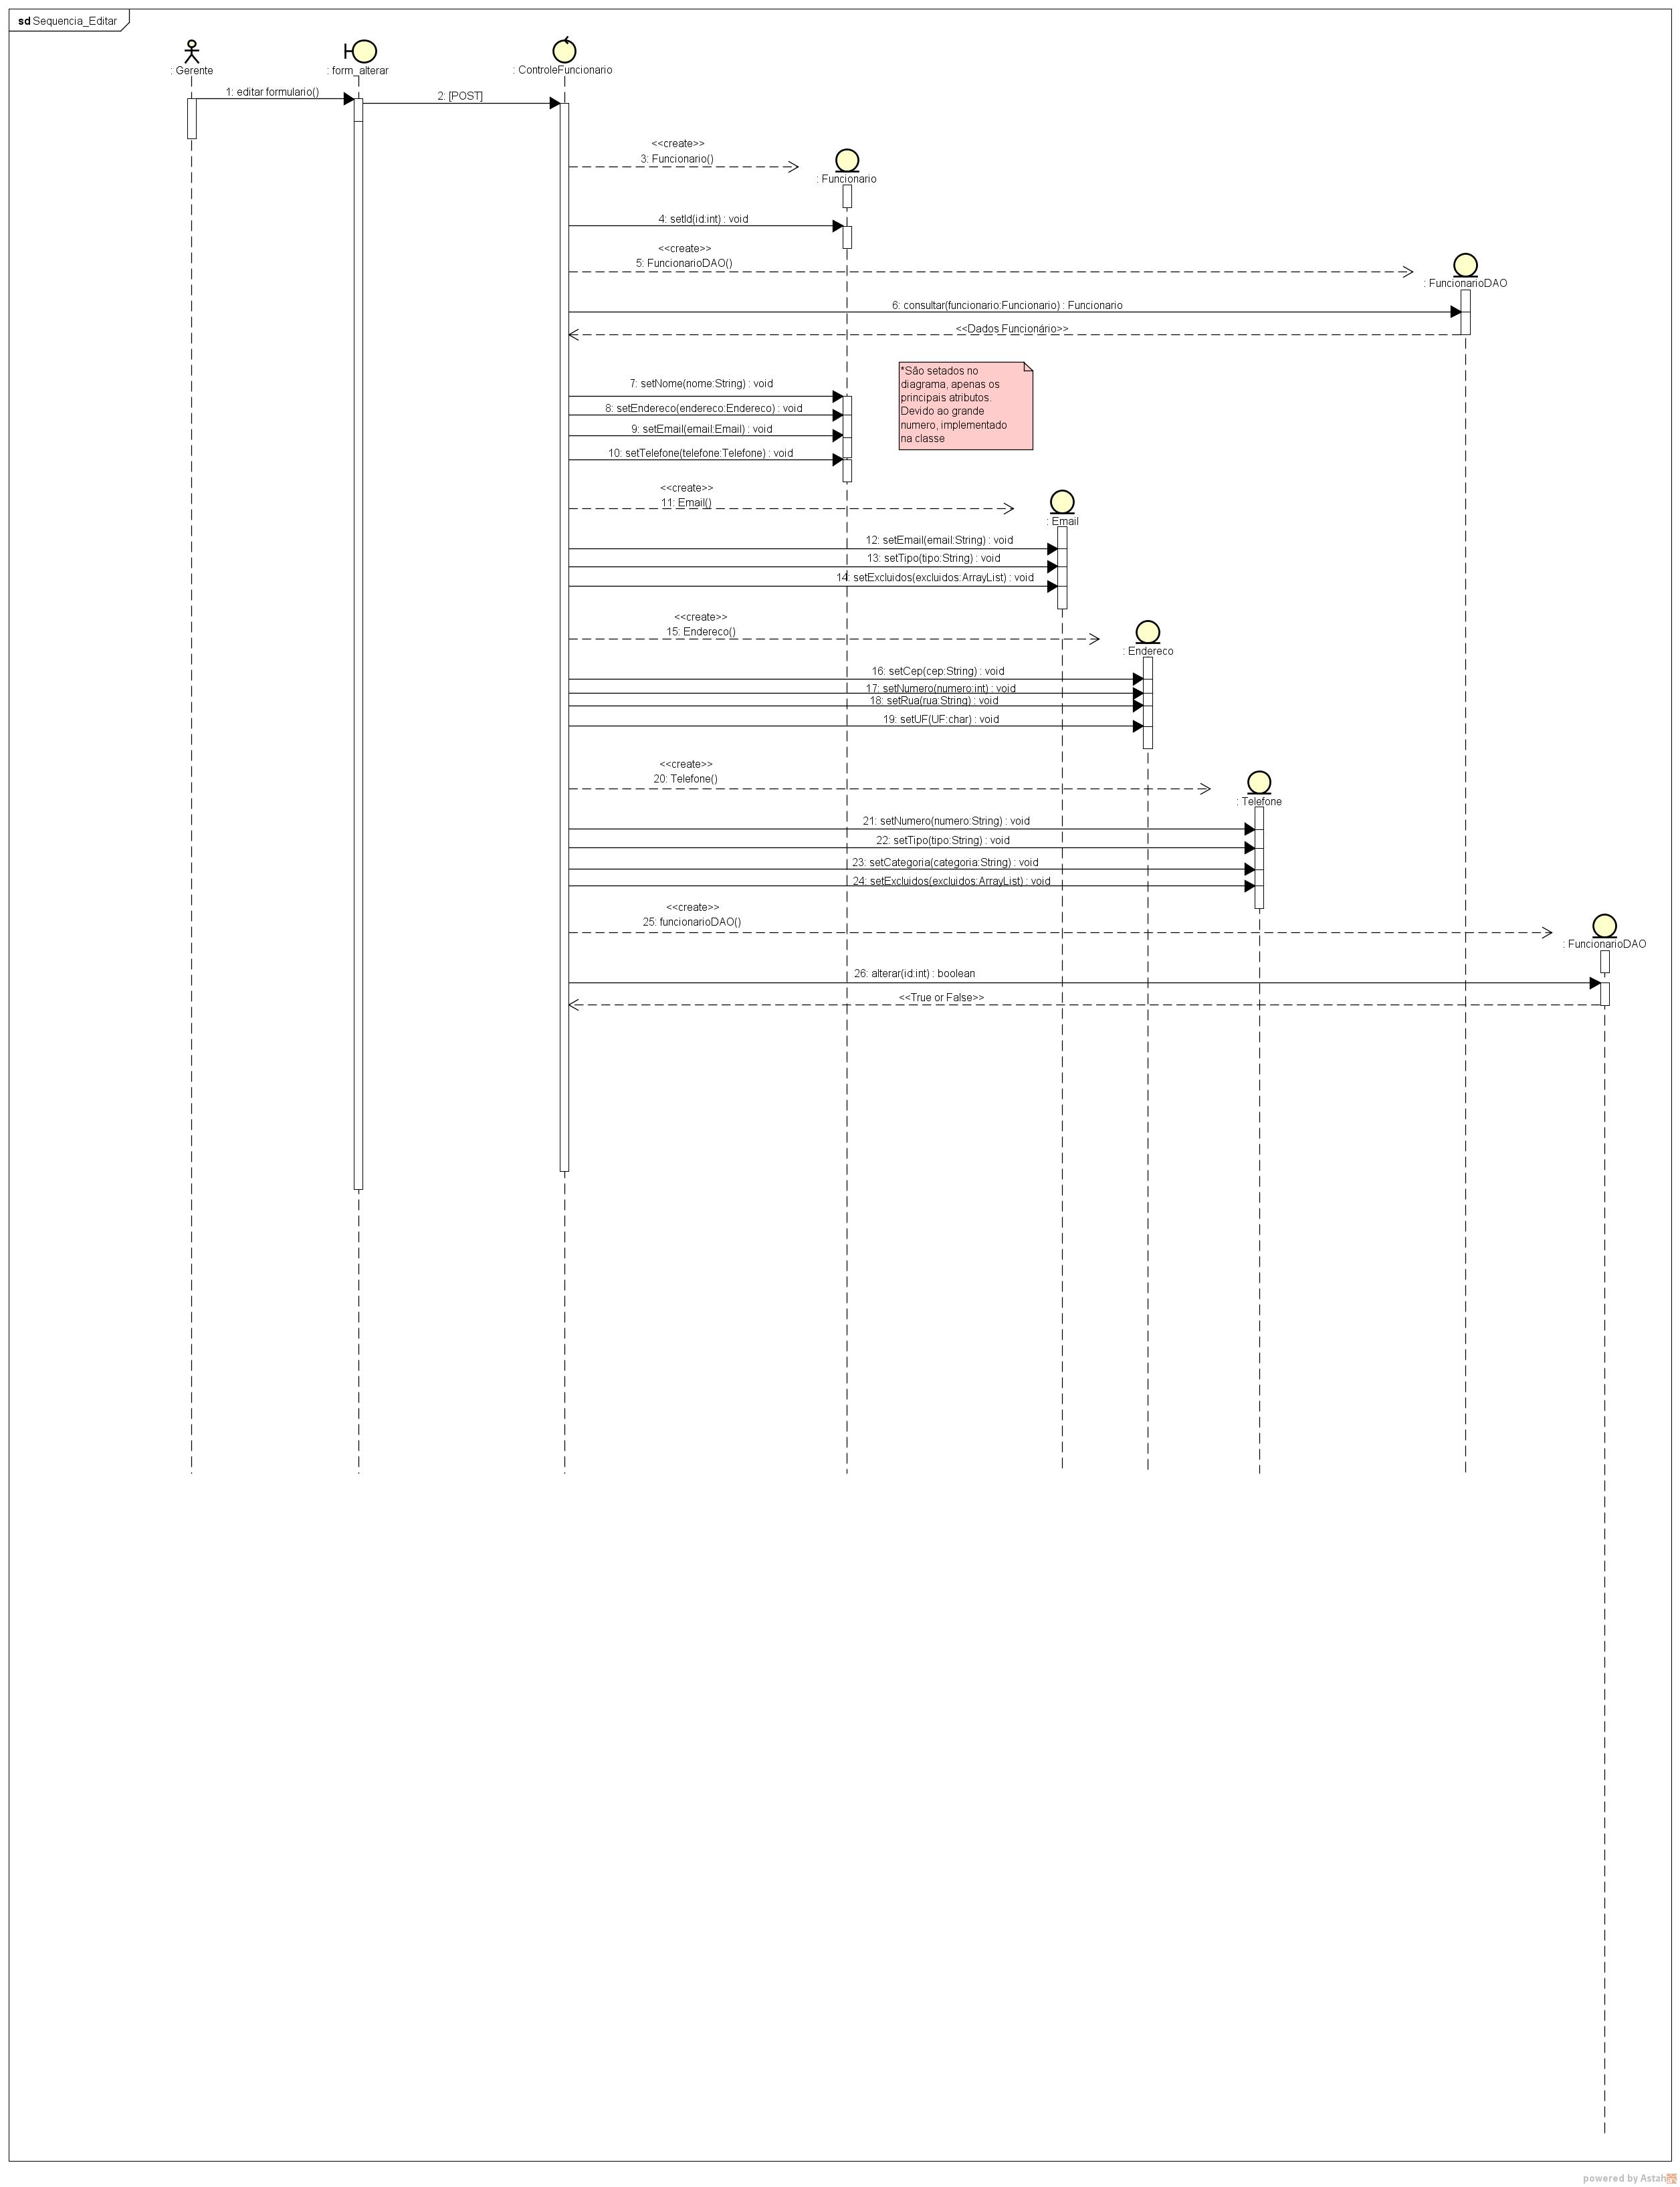 sd Sequencia_Editar
: Gerente
: form_alterar
: ControleFuncionario
1: editar formulario()
2: [POST]
<<create>>
3: Funcionario()
: Funcionario
4: setId(id:int) : void
<<create>>
5: FuncionarioDAO()
: FuncionarioDAO
6: consultar(funcionario:Funcionario) : Funcionario
<<Dados Funcionário>>
*São setados no
diagrama, apenas os
principais atributos.
Devido ao grande
numero, implementado
na classe
7: setNome(nome:String) : void
8: setEndereco(endereco:Endereco) : void
9: setEmail(email:Email) : void
10: setTelefone(telefone:Telefone) : void
<<create>>
11: Email()
: Email
12: setEmail(email:String) : void
13: setTipo(tipo:String) : void
14: setExcluidos(excluidos:ArrayList) : void
<<create>>
15: Endereco()
: Endereco
16: setCep(cep:String) : void
17: setNumero(numero:int) : void
18: setRua(rua:String) : void
19: setUF(UF:char) : void
<<create>>
20: Telefone()
: Telefone
21: setNumero(numero:String) : void
22: setTipo(tipo:String) : void
23: setCategoria(categoria:String) : void
24: setExcluidos(excluidos:ArrayList) : void
<<create>>
25: funcionarioDAO()
: FuncionarioDAO
26: alterar(id:int) : boolean
<<True or False>>
powered by Astah